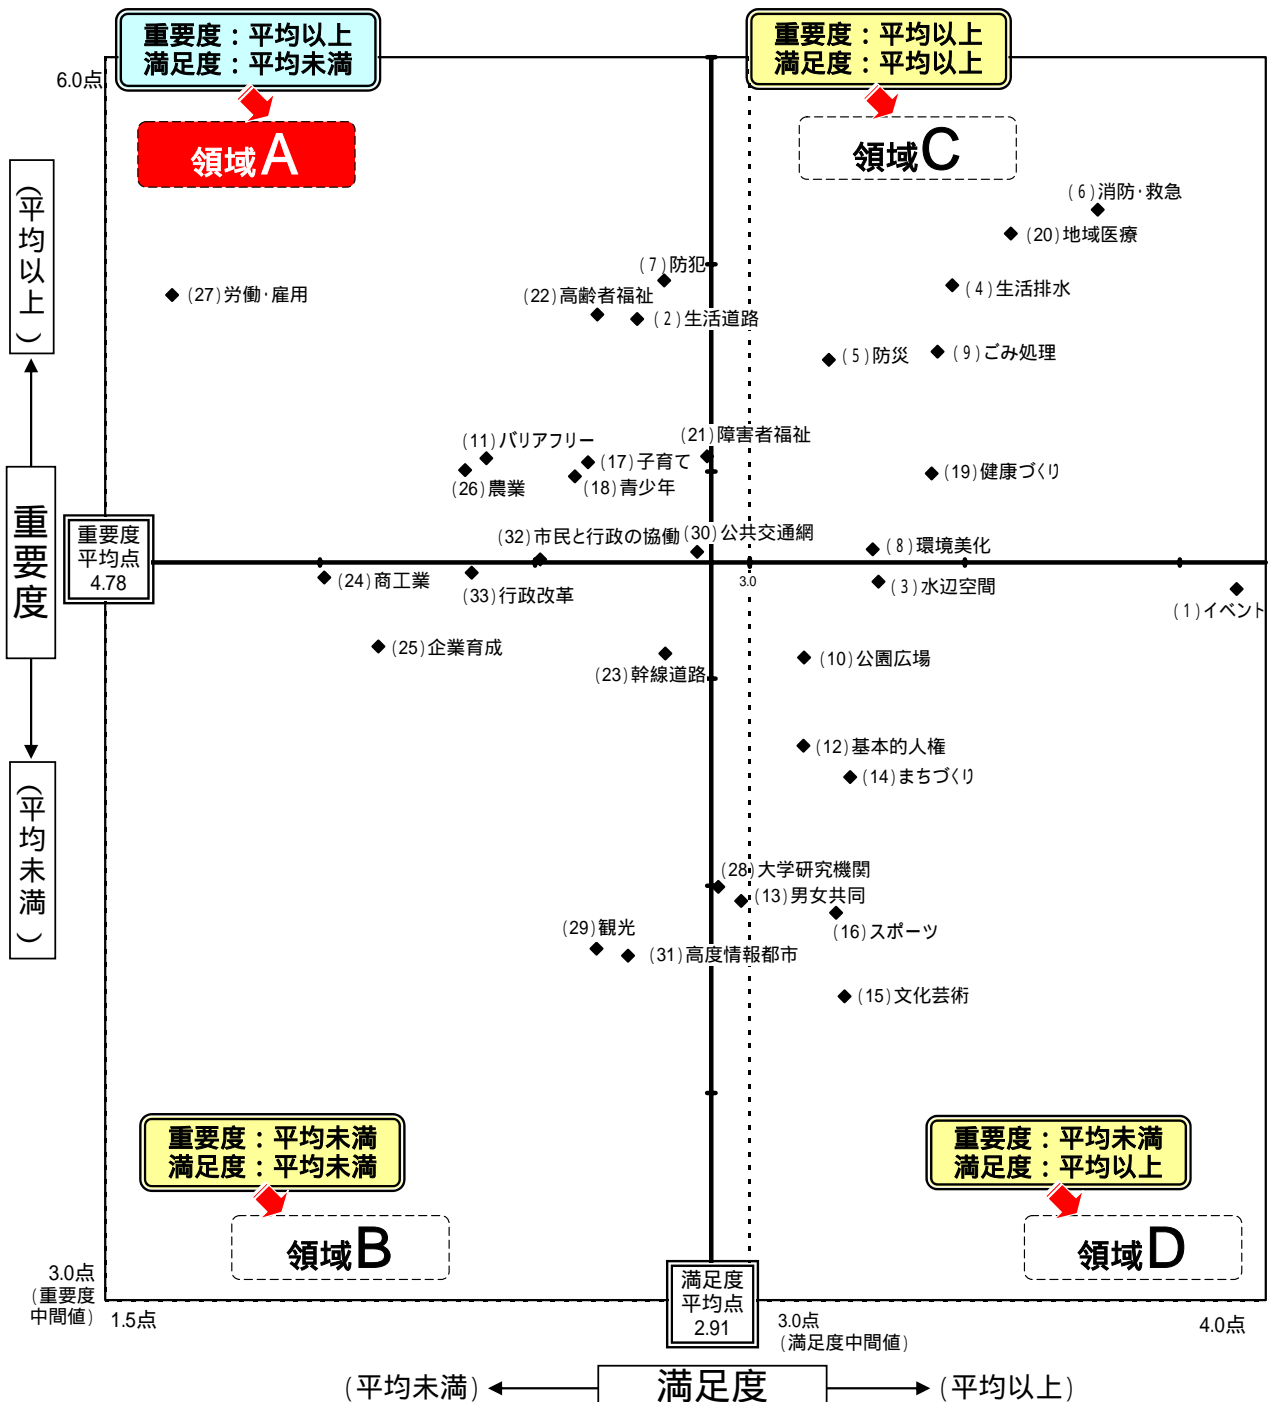 重要度：平均以上
満足度：平均未満
重要度：平均以上
満足度：平均以上
6.0点
領域A
領域C
(平均以上)
(6)消防・救急
(20)地域医療
(7)防犯
(27)労働・雇用
(22)高齢者福祉
(4)生活排水
(2)生活道路
(5)防災
(9)ごみ処理
(21)障害者福祉
(11)バリアフリー
(17)子育て
(19)健康づくり
(26)農業
(18)青少年
重要度
重要度
平均点
4.78
(32)市民と行政の協働
(30)公共交通網
(8)環境美化
(24)商工業
(33)行政改革
3.0
(3)水辺空間
(1)イベント
(25)企業育成
(23)幹線道路
(10)公園広場
(12)基本的人権
(14)まちづくり
(平均未満)
(28)大学研究機関
(13)男女共同
(29)観光
(16)スポーツ
(31)高度情報都市
(15)文化芸術
重要度：平均未満
満足度：平均未満
重要度：平均未満
満足度：平均以上
領域B
領域D
3.0点
(重要度
中間値)
1.5点
満足度
平均点
2.91
3.0点
(満足度中間値)
4.0点
(平均未満)
満足度
(平均以上)